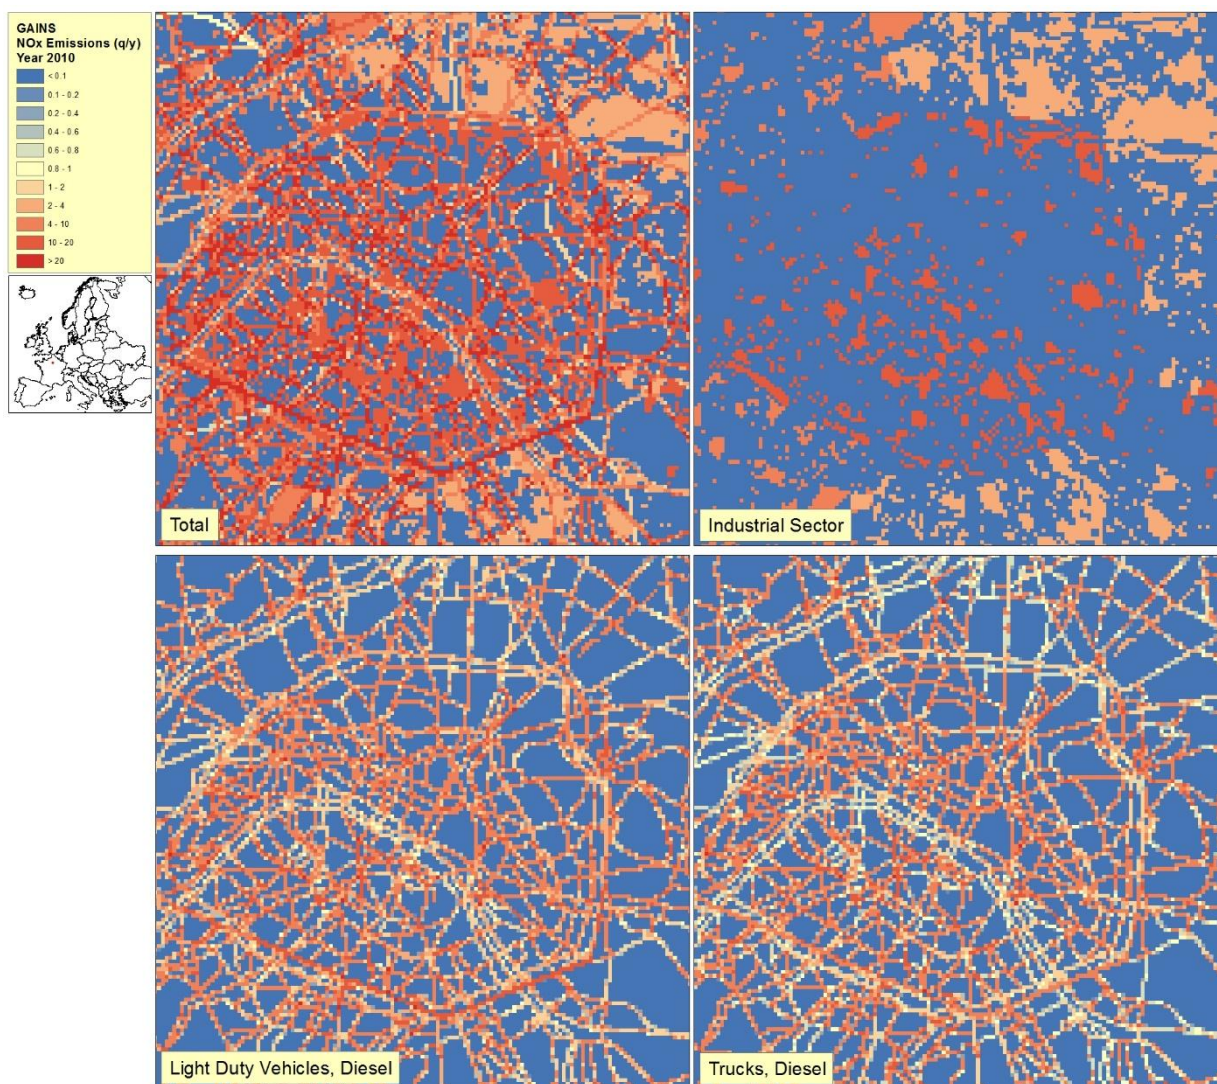 GAINS
NOx Emissions (q/y)
Year 2010
< 0.1
0.1 - 0.2
0.2 - 0.4
0.4 - 0.6
0.6 - 0.8
0.8 - 1
1 - 2
2 - 4
4 - 10
10 - 20
> 20
Total
Industrial Sector
Light Duty Vehicles, Diesel
Trucks, Diesel